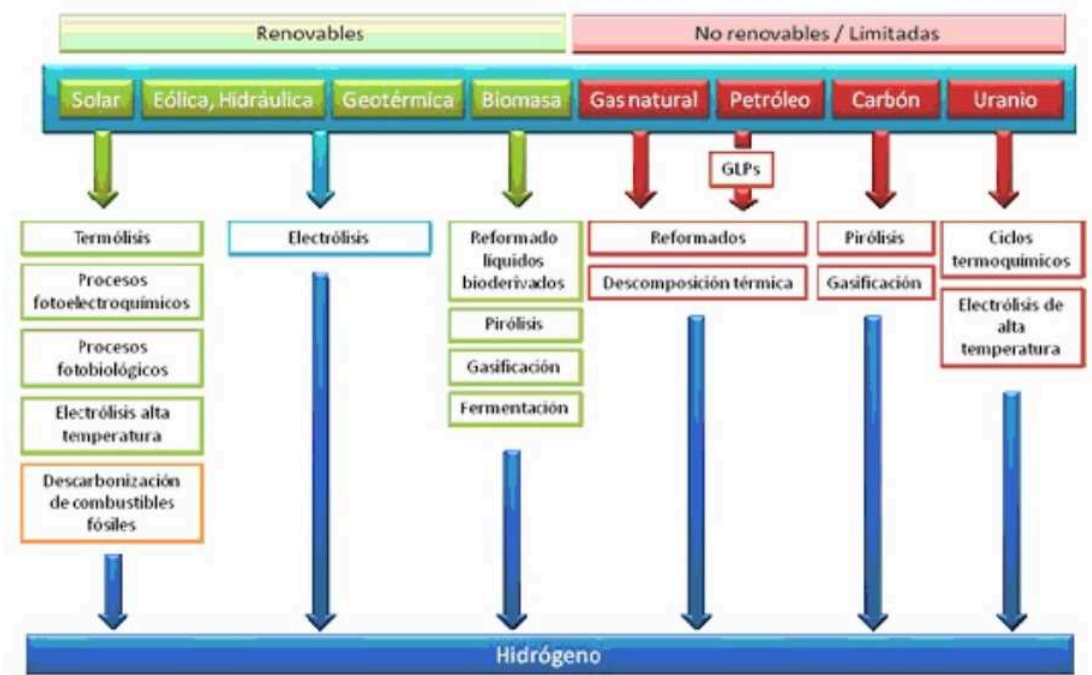 Renovables
No renovables / Limitadas
Solar
Eólica, Hidráulica
Geotérmica
Biomasa
Gas natural
Petróleo
Carbón
Uranio
GLPs
Termólisis
Procesos
fotoelectroquímicos
Procesos
fotobiológicos
Electrólisis alta
temperatura
Descarbonización
de combustibles
fósiles
Electrólisis
Reformado
líquidos
bioderivados
Pirólisis
Gasificación
Fermentación
Reformados
Descomposición térmica
Pirólisis
Gasificación
Ciclos
termoquímicos
Electrólisis de
alta
temperatura
Hidrógeno